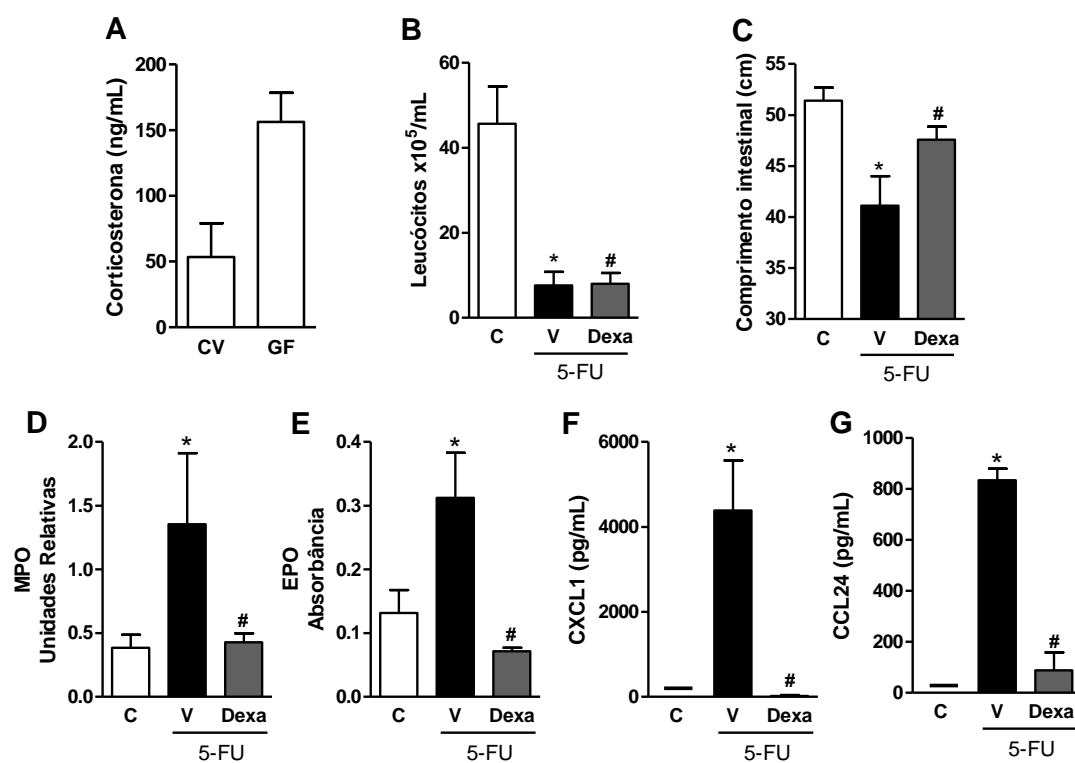 A
Corticosterona (ng/mL)
200
150
100
50
0
CV GF
B
Leucócitos x10⁵/mL
60
40
20
0
*
#
C V Dexa
5-FU
C
Comprimento intestinal (cm)
55
50
45
40
35
30
*
#
C V Dexa
5-FU
D
MPO
Unidades Relativas
2.0
1.5
1.0
0.5
0.0
*
#
C V Dexa
5-FU
E
EPO
Absorbância
0.4
0.3
0.2
0.1
0.0
*
#
C V Dexa
5-FU
F
CXCL1 (pg/mL)
6000
4000
2000
0
*
#
C V Dexa
5-FU
G
CCL24 (pg/mL)
1000
800
600
400
200
0
*
#
C V Dexa
5-FU